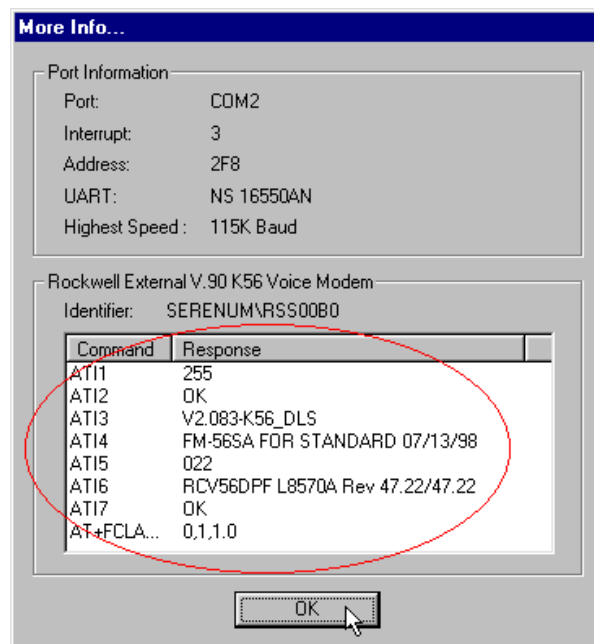 More Info...
Port Information
Port: COM2
Interrupt: 3
Address: 2F8
UART: NS 16550AN
Highest Speed : 115K Baud
Rockwell External V.90 K56 Voice Modem
Identifier: SERENUM\RSS00B0
Command Response
ATI1 255
ATI2 OK
ATI3 V2.083-K56_DLS
ATI4 FM-56SA FOR STANDARD 07/13/98
ATI5 022
ATI6 RCV56DPF L8570A Rev 47.22/47.22
ATI7 OK
AT+FCLA... 0,1,1.0
OK